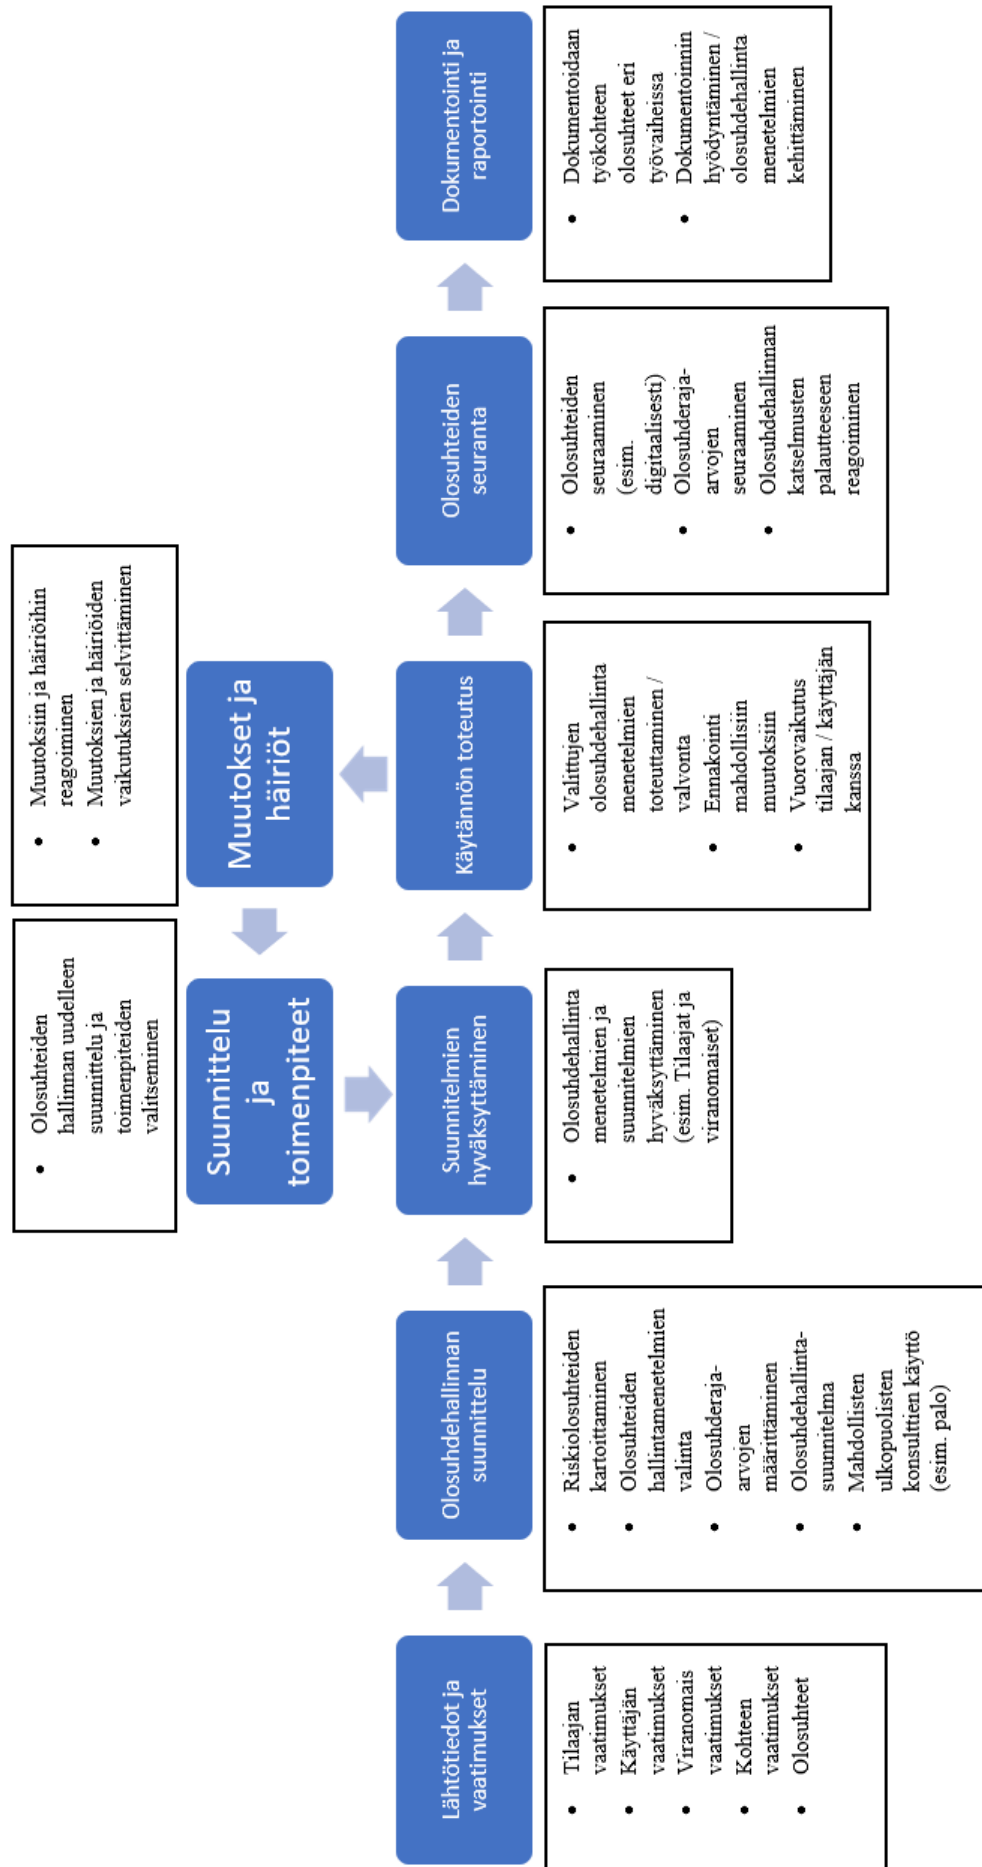 Olosuhteiden
hallinnan uudelleen
suunnittelu ja
toimenpiteiden
valitseminen
Muutoksiin ja häiriöihin
reagoiminen
Muutoksien ja häiriöiden
vaikutuksien selvittäminen
Suunnittelu
ja
toimenpiteet
Muutokset ja
häiriöt
Lähtötiedot ja
vaatimukset
Olosuhdehallinnan
suunnittelu
Suunnitelmien
hyväksyttäminen
Käytännön toteutus
Olosuhteiden
seuranta
Dokumentointi ja
raportointi
Tilaajan
vaatimukset
Käyttäjän
vaatimukset
Viranomais
vaatimukset
Kohteen
vaatimukset
Olosuhteet
Riskiolosuhteiden
kartoittaminen
Olosuhteiden
hallintamenetelmien
valinta
Olosuhderaja-
arvojen
määrittäminen
Olosuhdehallinta-
suunnitelma
Mahdollisten
ulkopuolisten
konsulttien käyttö
(esim. palo)
Olosuhdehallinta
menetelmien ja
suunnitelmien
hyväksyttäminen
(esim. Tilaajat ja
viranomaiset)
Valittujen
olosuhdehallinta
menetelmien
toteuttaminen /
valvonta
Ennakointi
mahdollisiin
muutoksiin
Vuorovaikutus
tilaajan / käyttäjän
kanssa
Olosuhteiden
seuraaminen
(esim.
digitaalisesti)
Olosuhderaja-
arvojen
seuraaminen
Olosuhdehallinnan
katselmusten
palautteeseen
reagoiminen
Dokumentoidaan
työkohteen
olosuhteet eri
työvaiheissa
Dokumentoinnin
hyödyntäminen /
olosuhdehallinta
menetelmien
kehittäminen